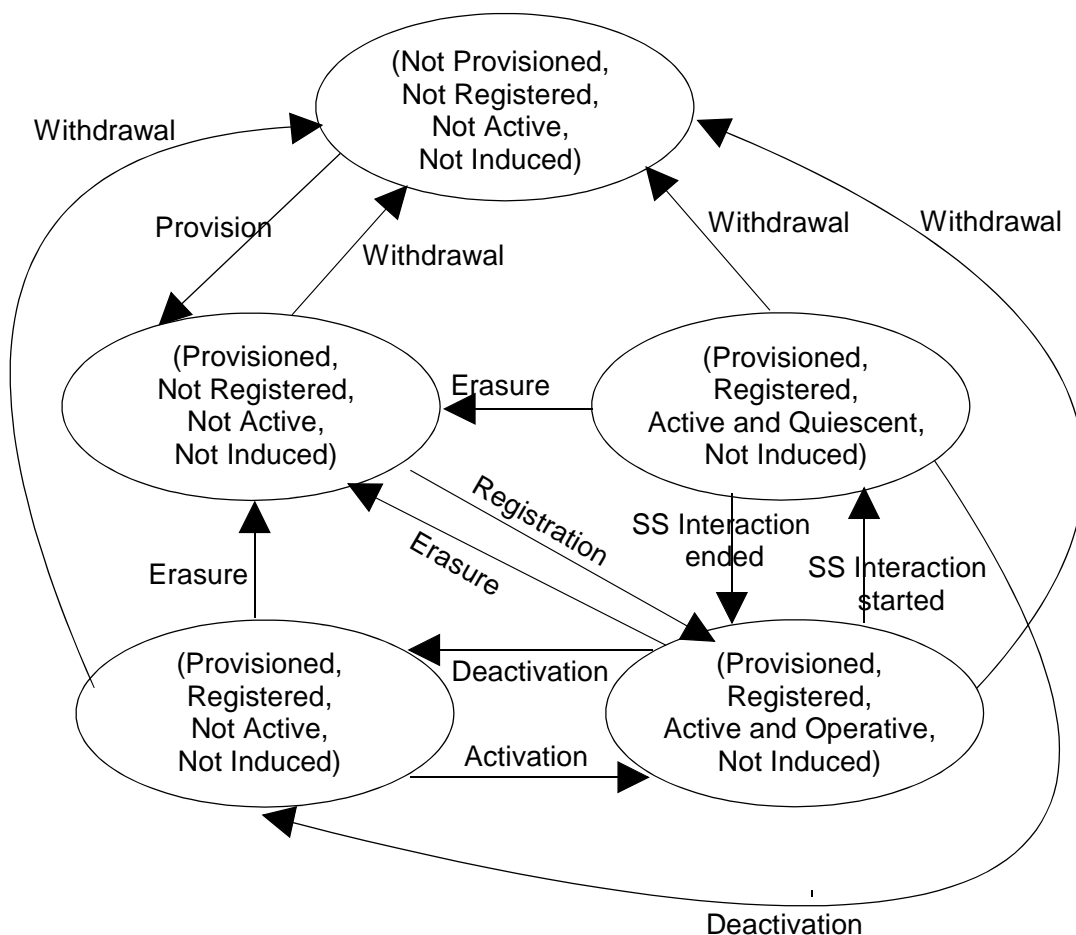 (Not Provisioned,
Not Registered,
Not Active,
Not Induced)
Withdrawal
Provision
Withdrawal
Withdrawal
Withdrawal
(Provisioned,
Not Registered,
Not Active,
Not Induced)
Erasure
(Provisioned,
Registered,
Active and Quiescent,
Not Induced)
Registration
Erasure
SS Interaction
ended
SS Interaction
started
Erasure
(Provisioned,
Registered,
Not Active,
Not Induced)
Deactivation
Activation
(Provisioned,
Registered,
Active and Operative,
Not Induced)
Deactivation